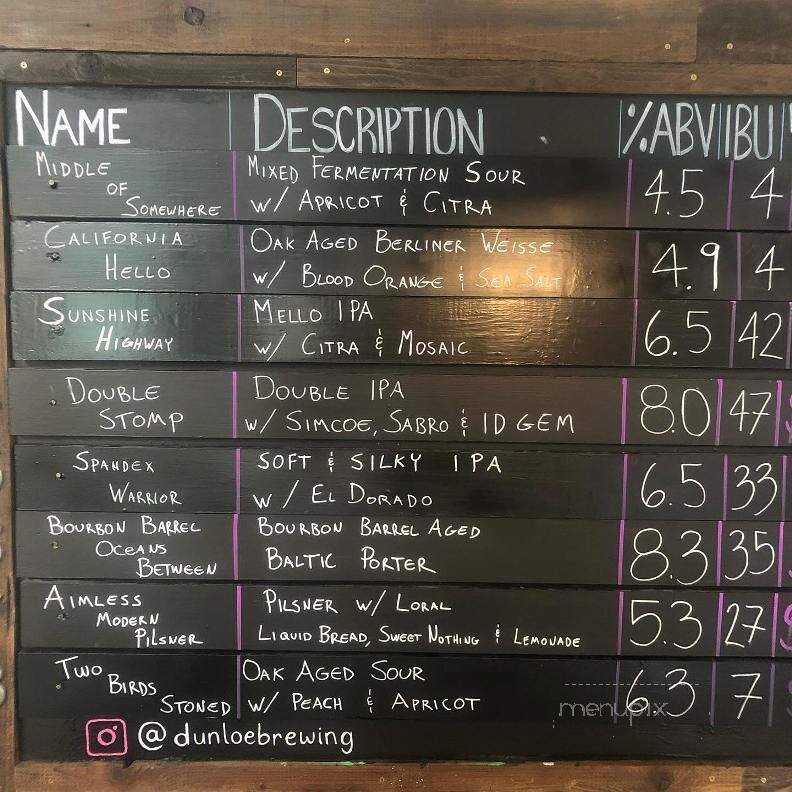 NAME DESCRIPTION %ABV IBU
MIDDLE OF SOMEWHERE
MIXED FERMENTATION SOUR
w/ APRICOT & CITRA
4.5 4
CALIFORNIA HELLO
OAK AGED BERLINER WEISSE
w/ BLOOD ORANGE & SEA SALT
4.9 4
SUNSHINE HIGHWAY
MELLO IPA
w/ CITRA & MOSAIC
6.5 42
DOUBLE STOMP
DOUBLE IPA
w/ SIMCOE, SABRO & ID GEM
8.0 47
SPANDEX WARRIOR
SOFT & SILKY IPA
w/ EL DORADO
6.5 33
BOURBON BARREL OCEANS BETWEEN
BOURBON BARREL AGED
BALTIC PORTER
8.3 35
AIMLESS MODERN PILSNER
PILSNER w/ LORAL
LIQUID BREAD, SWEET NOTHING & LEMONADE
5.3 27
TWO BIRDS STONED
OAK AGED SOUR
w/ PEACH & APRICOT
6.3 7
@dunloebrewing
menupix